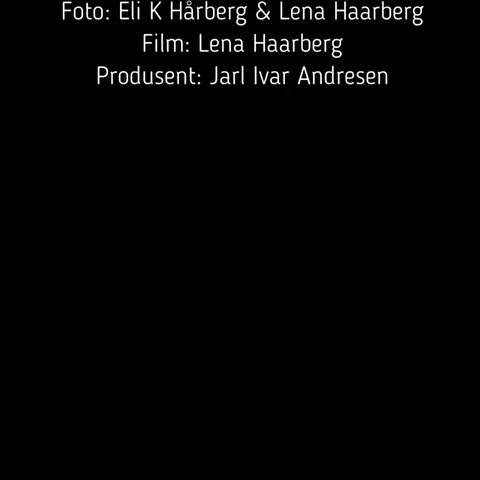 Foto: Eli K Hårberg & Lena Haarberg
Film: Lena Haarberg
Produsent: Jarl Ivar Andresen